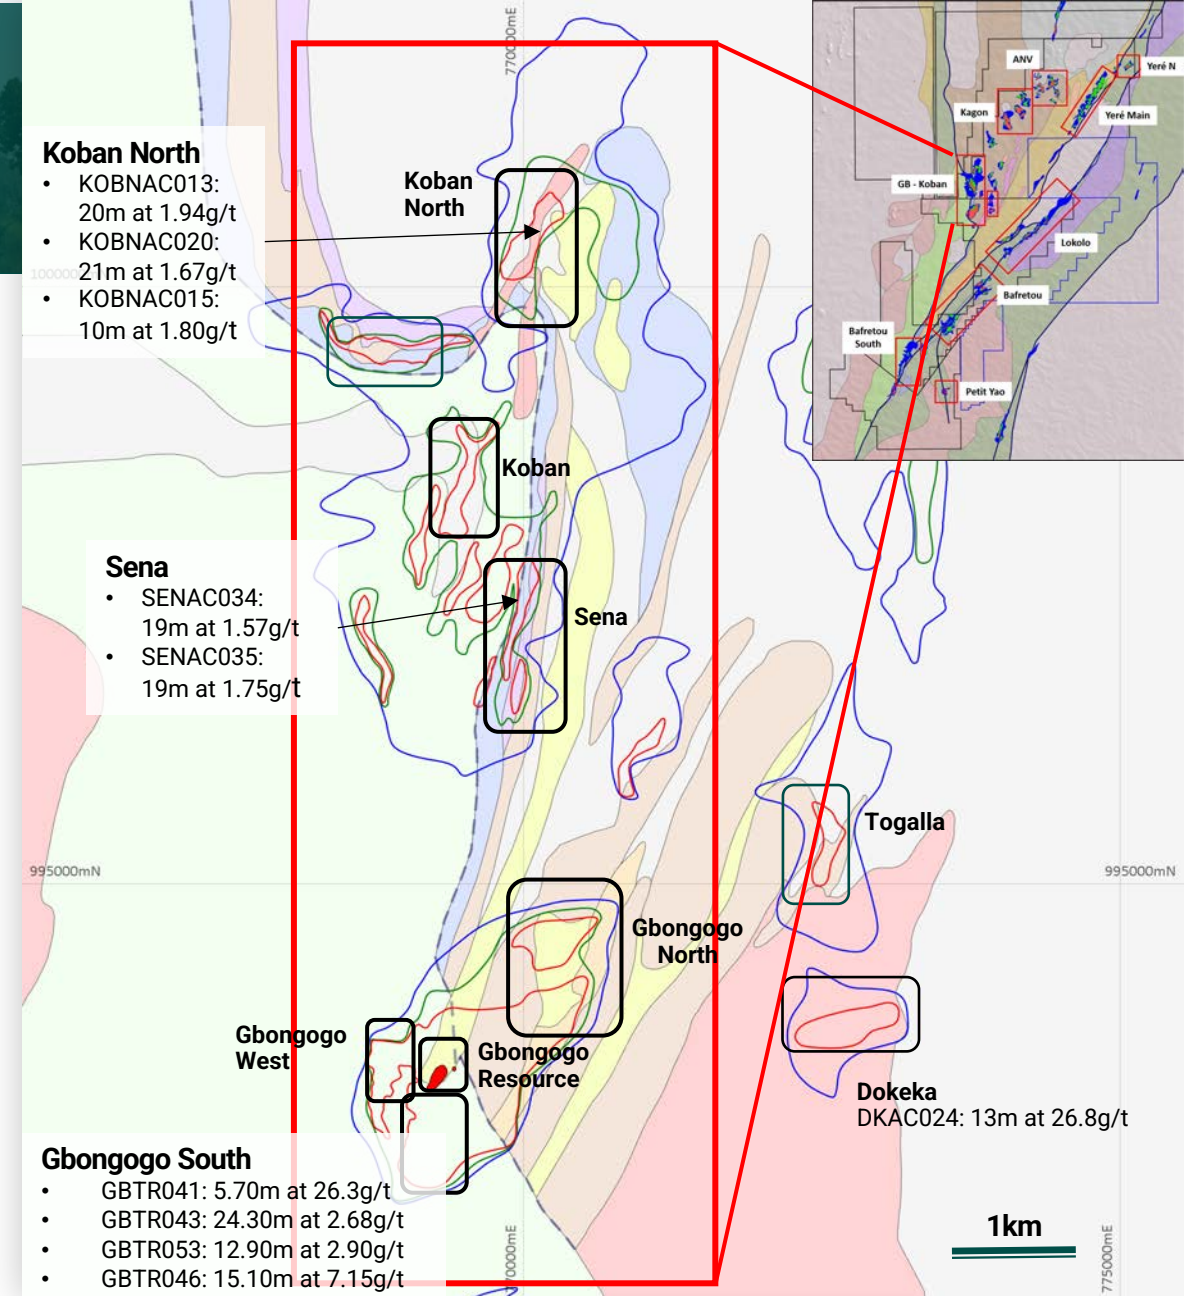 770000mE
ANV
Yeré N
Kagon
Yeré Main
GB - Koban
Lokolo
Bafretou
Bafretou
South
Petit Yao
Koban North
• KOBNAC013:
20m at 1.94g/t
• KOBNAC020:
21m at 1.67g/t
• KOBNAC015:
10m at 1.80g/t
Koban
North
Koban
Sena
• SENAC034:
19m at 1.57g/t
• SENAC035:
19m at 1.75g/t
Sena
Togalla
995000mN
995000mN
Gbongogo
North
Gbongogo
West
Gbongogo
Resource
Dokeka
DKAC024: 13m at 26.8g/t
Gbongogo South
• GBTR041: 5.70m at 26.3g/t
• GBTR043: 24.30m at 2.68g/t
• GBTR053: 12.90m at 2.90g/t
• GBTR046: 15.10m at 7.15g/t
1km
770000mE
775000mE